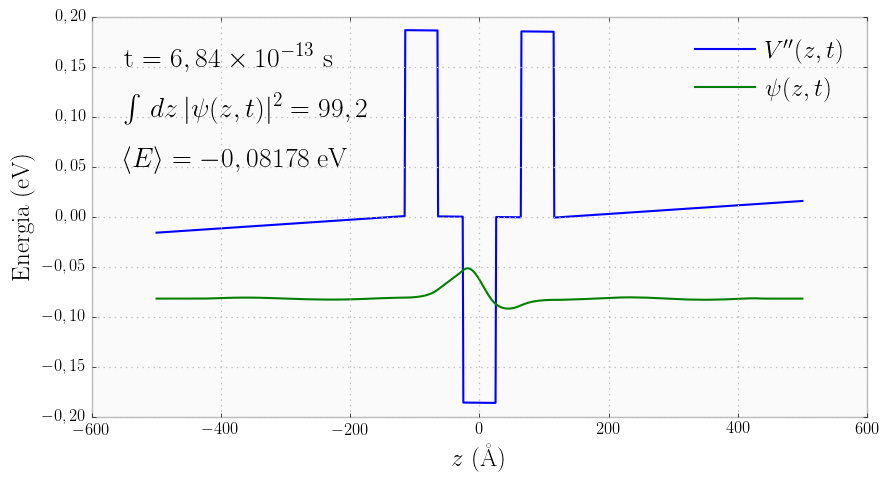 t = 6,84 × 10⁻¹³ s
∫ dz |ψ(z, t)|² = 99,2
⟨E⟩ = −0,08178 eV
V′′(z, t)
ψ(z, t)
Energia (eV)
0,20
0,15
0,10
0,05
0,00
−0,05
−0,10
−0,15
−0,20
−600 −400 −200 0 200 400 600
z (Å)